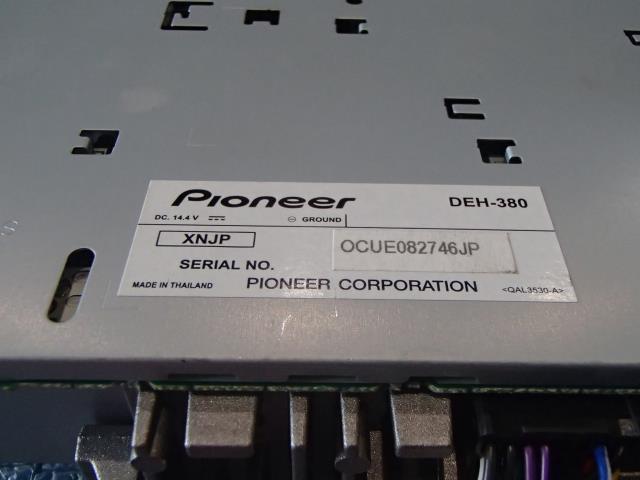 Pioneer DEH-380
DC. 14.4 V ⎓ ⊖ GROUND
XNJP
SERIAL NO. OCUE082746JP
MADE IN THAILAND PIONEER CORPORATION <QAL3530-A>